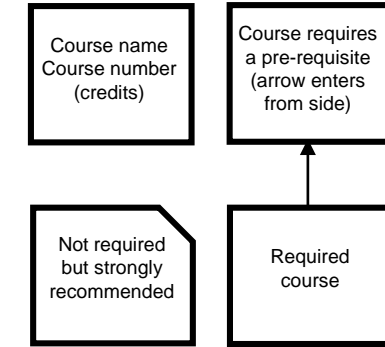 Course name
Course number
(credits)
Course requires
a pre-requisite
(arrow enters
from side)
Not required
but strongly
recommended
Required
course